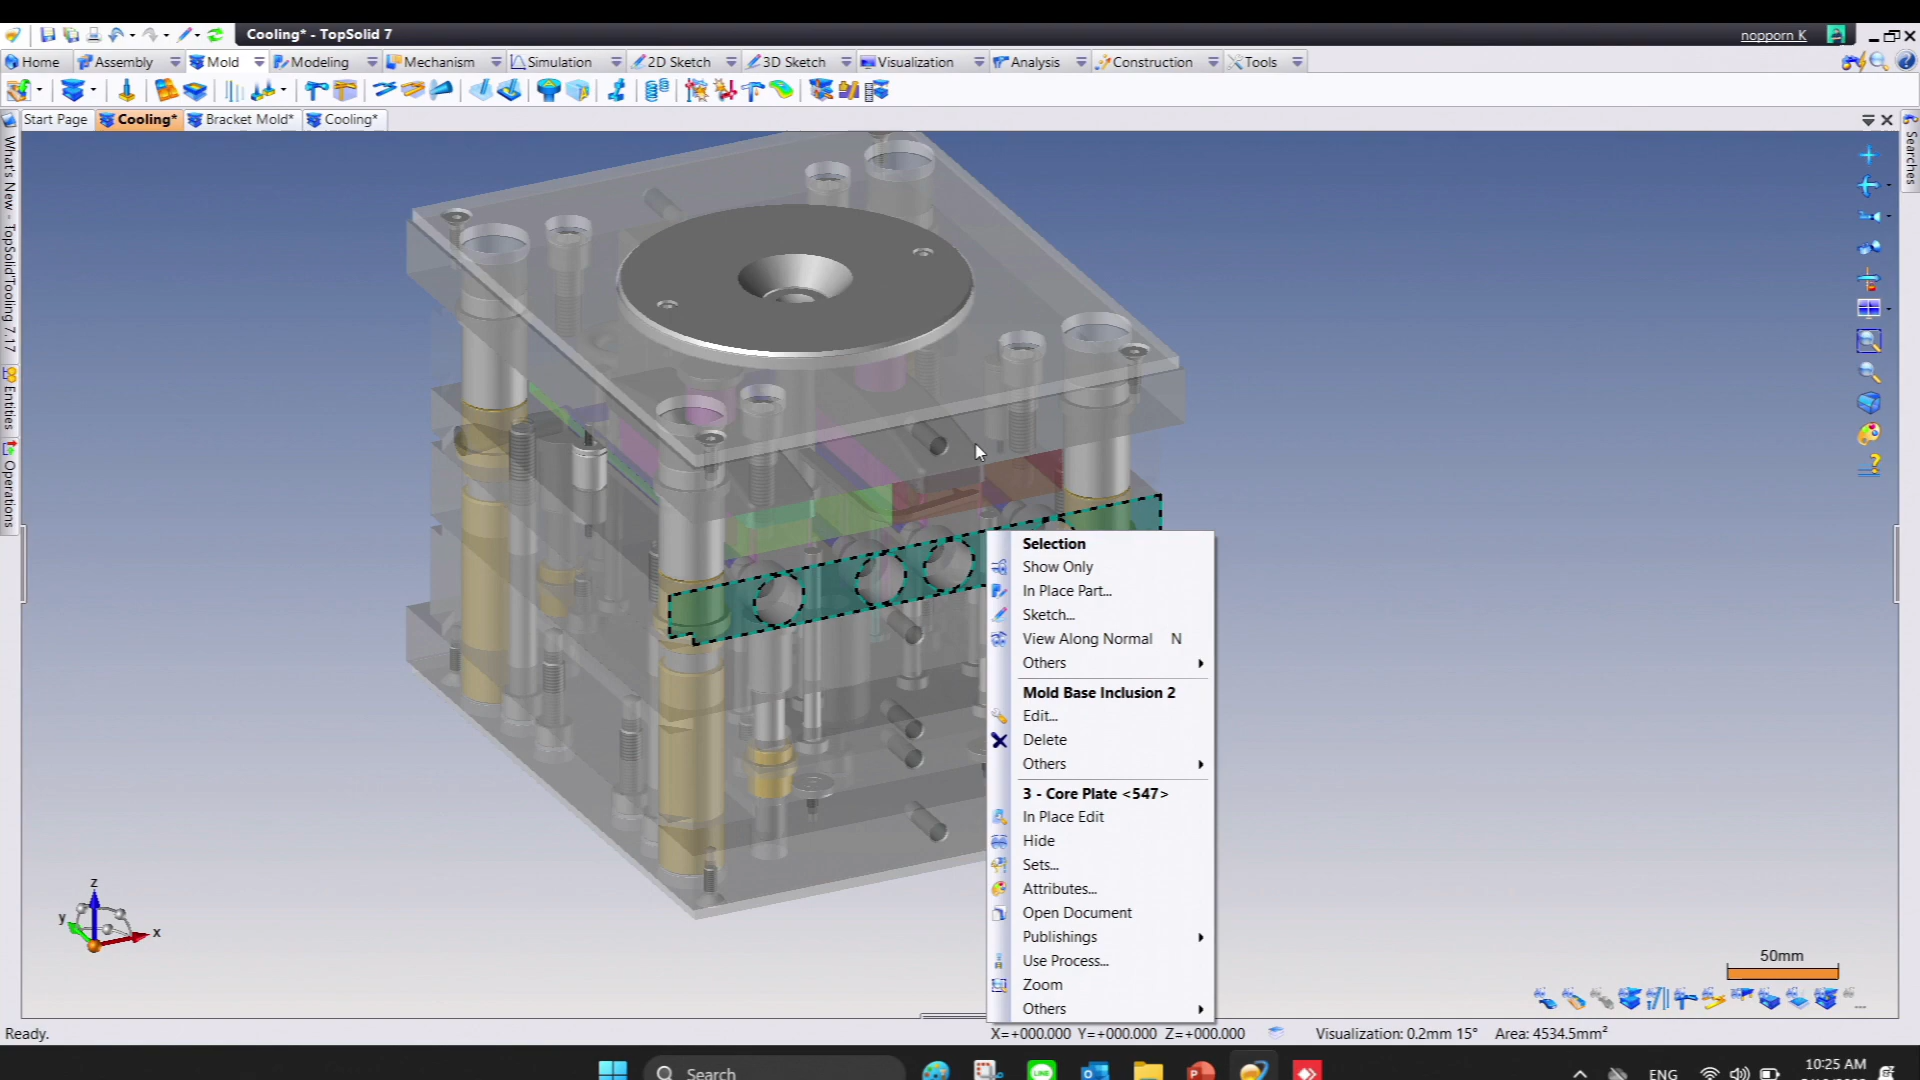 Cooling* - TopSolid 7
nopporn K
Home
Assembly
Mold
Modeling
Mechanism
Simulation
2D Sketch
3D Sketch
Visualization
Analysis
Construction
Tools
Start Page
Cooling*
Bracket Mold*
Cooling*
What's New - TopSolid'Tooling 7.17
Entities
Operations
Searches
Selection
Show Only
In Place Part...
Sketch...
View Along Normal N
Others
Mold Base Inclusion 2
Edit...
Delete
Others
3 - Core Plate <547>
In Place Edit
Hide
Sets...
Attributes...
Open Document
Publishings
Use Process...
Zoom
Others
z
y
x
50mm
Ready.
X=+000.000 Y=+000.000 Z=+000.000
Visualization: 0.2mm 15°
Area: 4534.5mm²
Search
LINE
ENG
10:25 AM